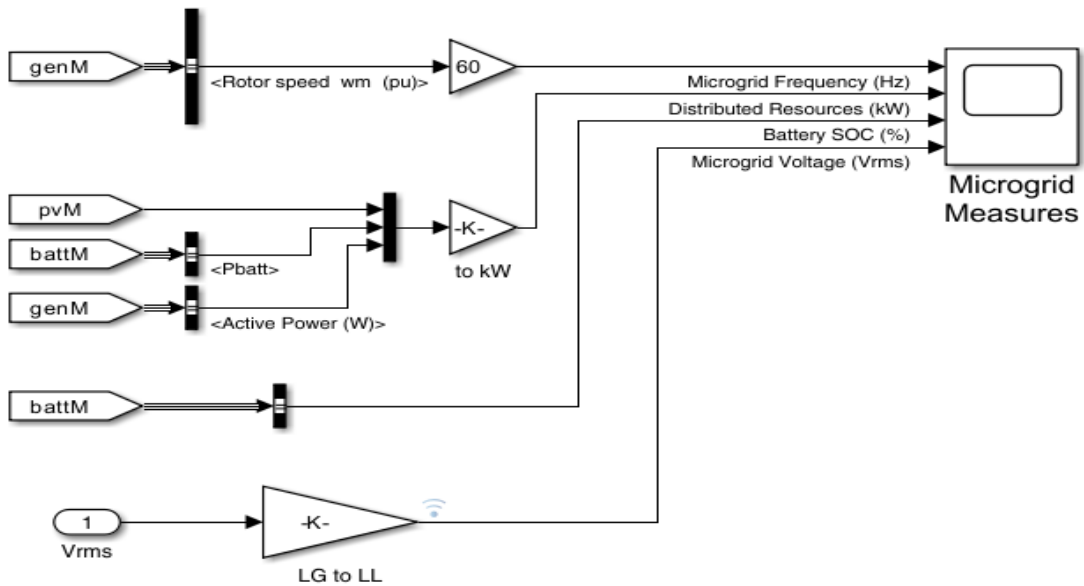 genM
<Rotor speed wm (pu)>
60
Microgrid Frequency (Hz)
Distributed Resources (kW)
Battery SOC (%)
Microgrid Voltage (Vrms)
Microgrid
Measures
pvM
battM
<Pbatt>
genM
<Active Power (W)>
-K-
to kW
battM
1
Vrms
-K-
LG to LL